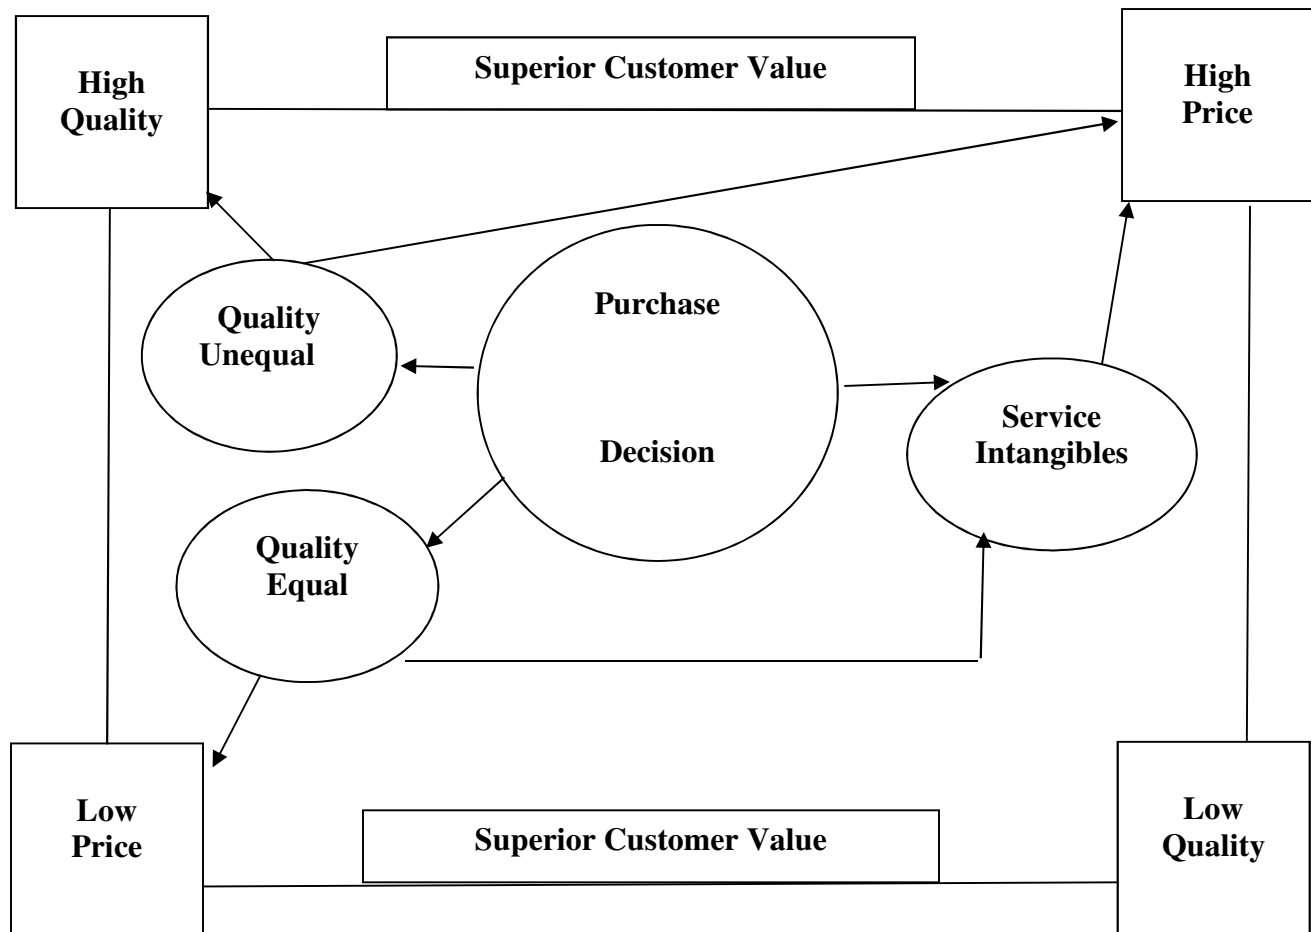 High
Quality
Superior Customer Value
High
Price
Quality
Unequal
Purchase
Decision
Service
Intangibles
Quality
Equal
Low
Price
Superior Customer Value
Low
Quality